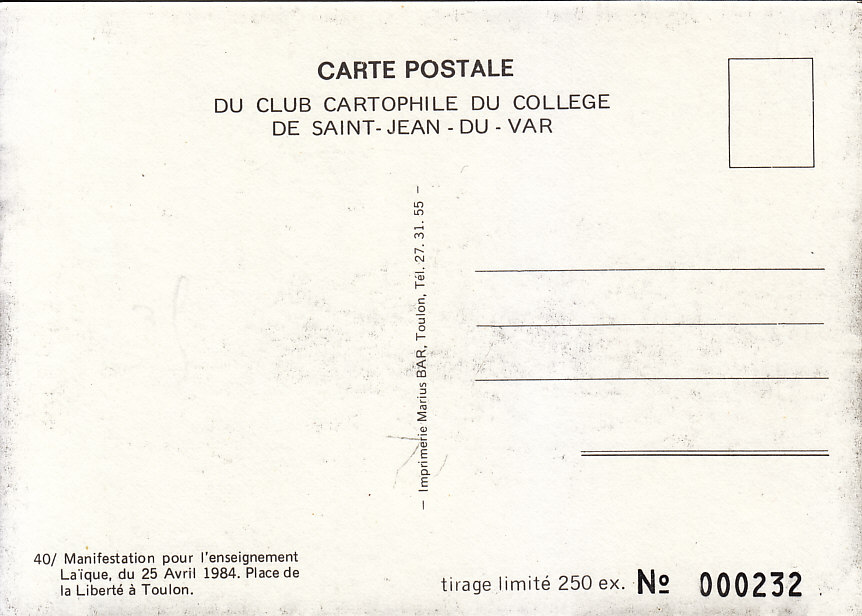 CARTE POSTALE
DU CLUB CARTOPHILE DU COLLEGE
DE SAINT-JEAN-DU-VAR
— Imprimerie Marius BAR, Toulon, Tél. 27. 31. 55 —
40/ Manifestation pour l'enseignement
Laïque, du 25 Avril 1984. Place de
la Liberté à Toulon.
tirage limité 250 ex. Nº 000232